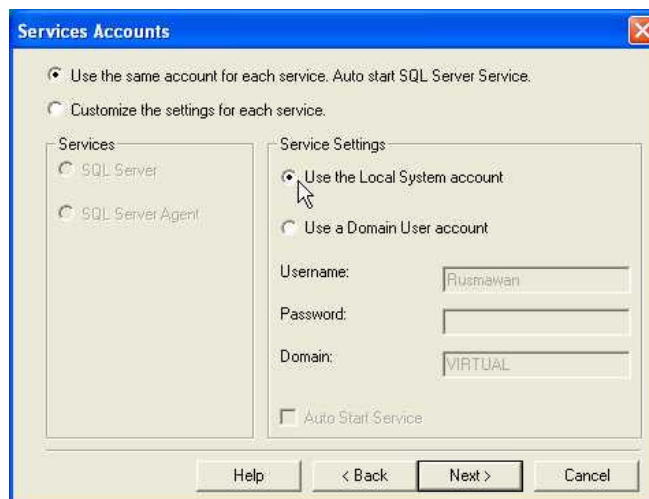 Services Accounts
Use the same account for each service. Auto start SQL Server Service.
Customize the settings for each service.
Services
SQL Server
SQL Server Agent
Service Settings
Use the Local System account
Use a Domain User account
Username:
Rusmawan
Password:
Domain:
VIRTUAL
Auto Start Service
Help
< Back
Next >
Cancel